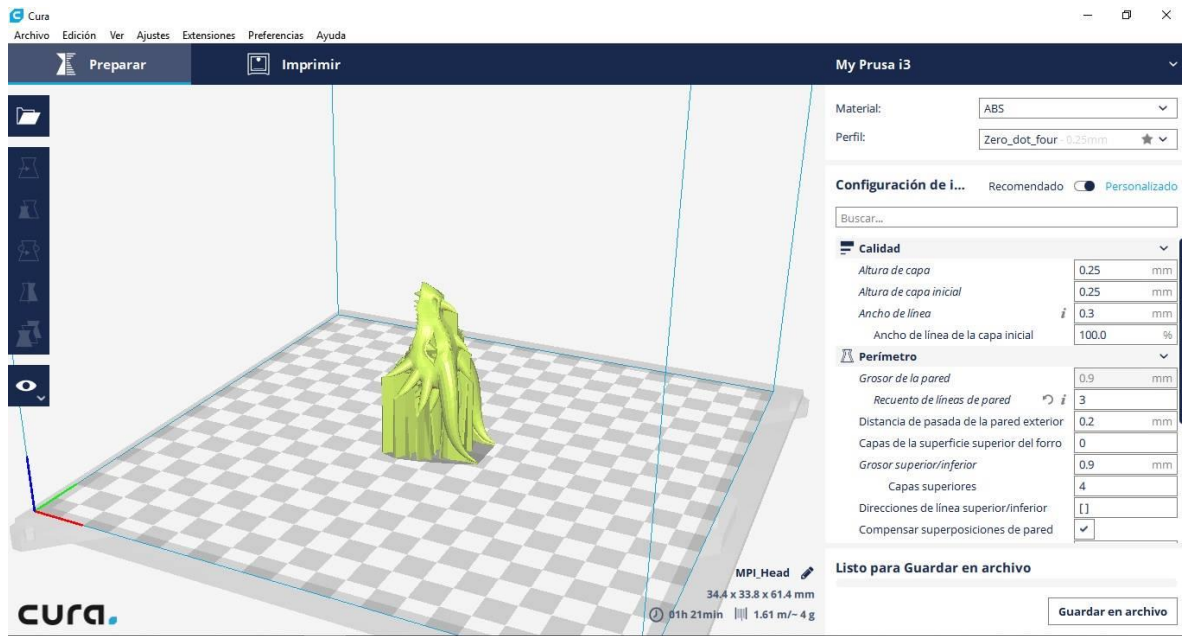 Cura
Archivo Edición Ver Ajustes Extensiones Preferencias Ayuda
Preparar Imprimir My Prusa i3
Material: ABS
Perfil: Zero_dot_four - 0.25mm
Configuración de i... Recomendado Personalizado
Buscar...
Calidad
Altura de capa 0.25 mm
Altura de capa inicial 0.25 mm
Ancho de línea i 0.3 mm
Ancho de línea de la capa inicial 100.0 %
Perímetro
Grosor de la pared 0.9 mm
Recuento de líneas de pared i 3
Distancia de pasada de la pared exterior 0.2 mm
Capas de la superficie superior del forro 0
Grosor superior/inferior 0.9 mm
Capas superiores 4
Direcciones de línea superior/inferior [ ]
Compensar superposiciones de pared
MPI_Head
34.4 x 33.8 x 61.4 mm
01h 21min 1.61 m/~ 4 g
Listo para Guardar en archivo
Guardar en archivo
cura.